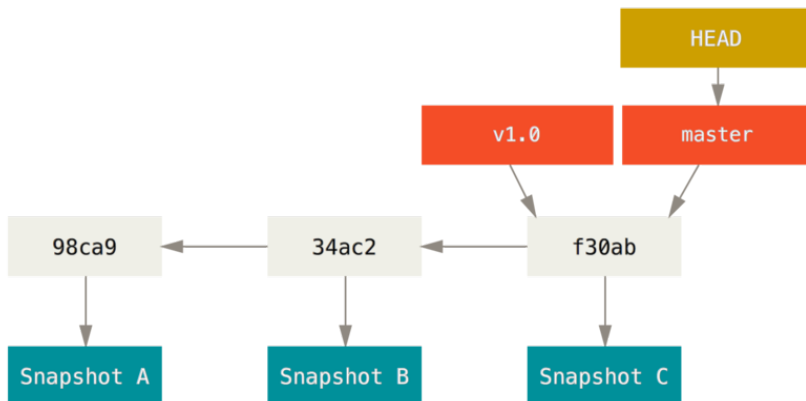 HEAD
v1.0
master
98ca9
34ac2
f30ab
Snapshot A
Snapshot B
Snapshot C